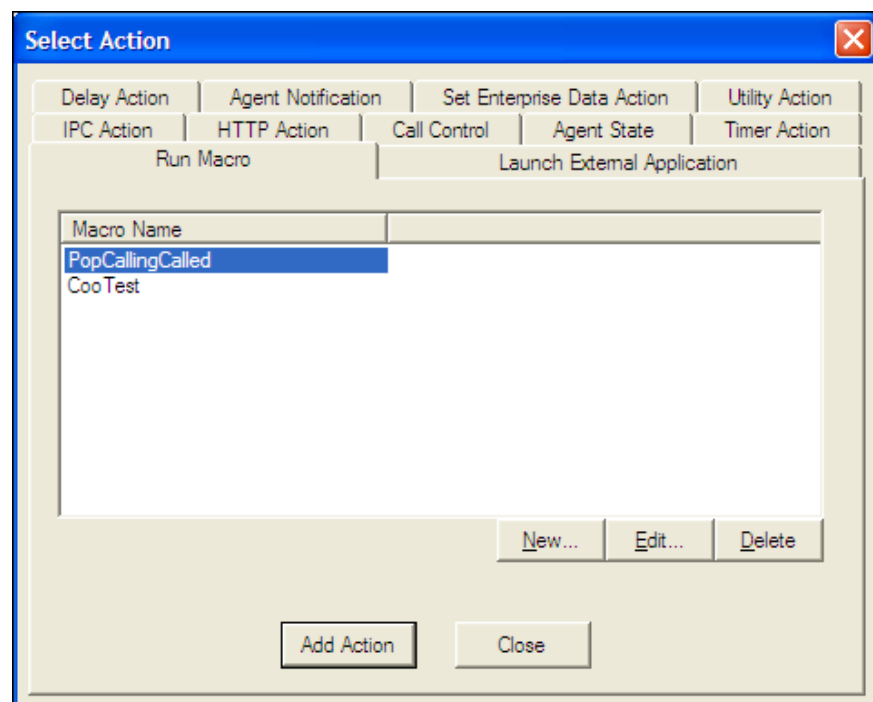 Select Action
Delay Action Agent Notification Set Enterprise Data Action Utility Action
IPC Action HTTP Action Call Control Agent State Timer Action
Run Macro Launch External Application
Macro Name
PopCallingCalled
CooTest
New... Edit... Delete
Add Action Close